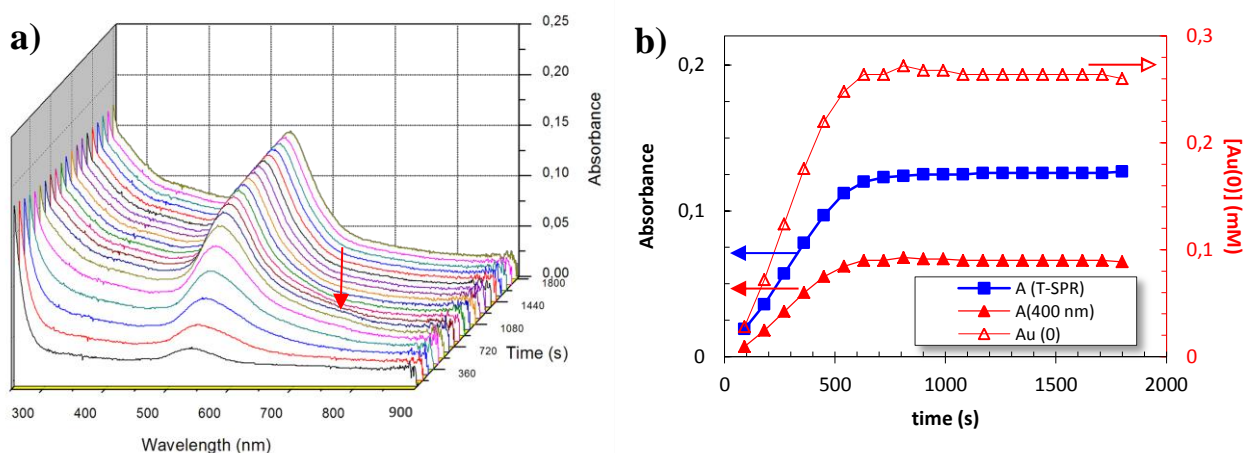 a)
0,25
0,20
0,15
0,10
0,05
0,00
Absorbance
1800
1440
1080
720
360
Time (s)
300 400 500 600 700 800 900
Wavelength (nm)
b)
0,2
0,1
0
Absorbance
0,3
0,2
0,1
0
[Au(0)] (mM)
A (T-SPR)
A(400 nm)
Au (0)
0 500 1000 1500 2000
time (s)